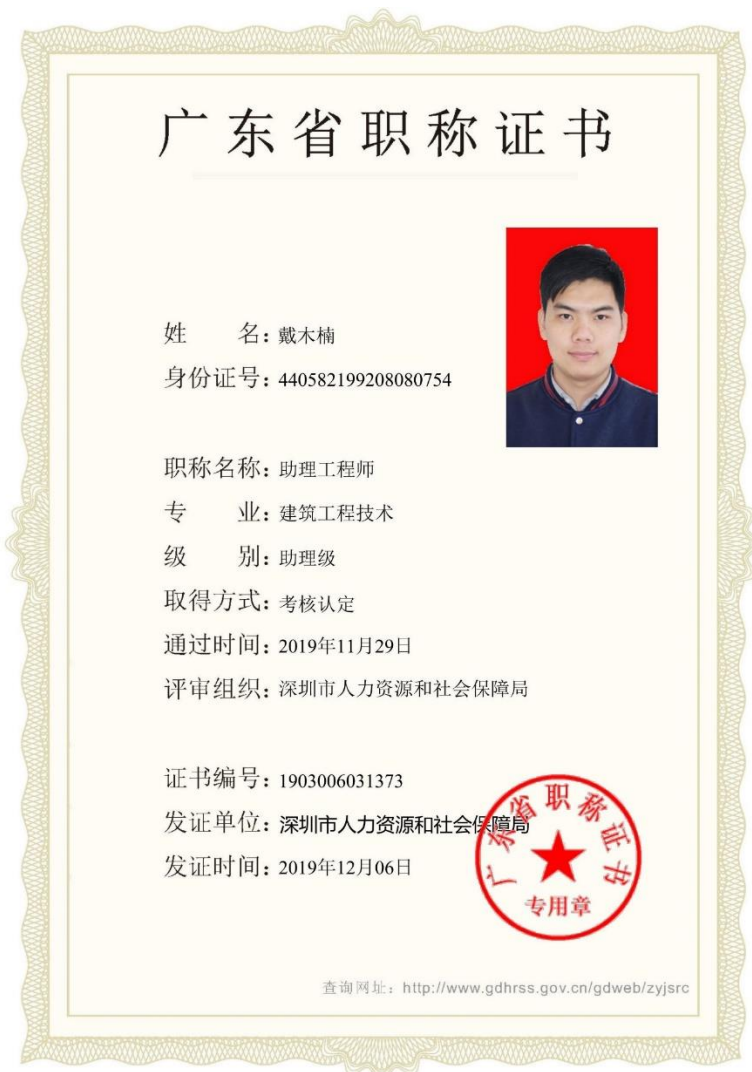 广东省职称证书
姓 名：戴木楠
身份证号：440582199208080754
职称名称：助理工程师
专 业：建筑工程技术
级 别：助理级
取得方式：考核认定
通过时间：2019年11月29日
评审组织：深圳市人力资源和社会保障局
证书编号：1903006031373
发证单位：深圳市人力资源和社会保障局
发证时间：2019年12月06日
广东省职称证书
专用章
查询网址：http://www.gdhrss.gov.cn/gdweb/zyjsrc